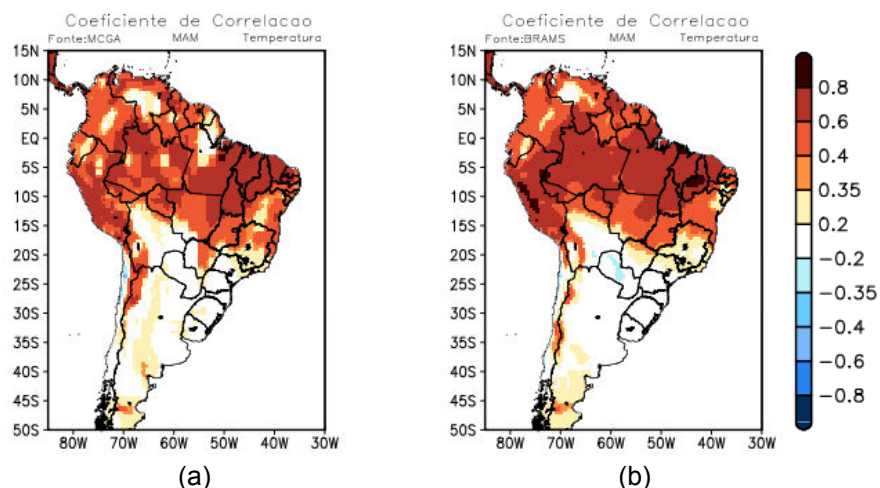 Coeficiente de Correlacao
Fonte:MCGA MAM Temperatura
15N
10N
5N
EQ
5S
10S
15S
20S
25S
30S
35S
40S
45S
50S
80W 70W 60W 50W 40W 30W
(a)
Coeficiente de Correlacao
Fonte:BRAMS MAM Temperatura
15N
10N
5N
EQ
5S
10S
15S
20S
25S
30S
35S
40S
45S
50S
80W 70W 60W 50W 40W 30W
(b)
0.8
0.6
0.4
0.35
0.2
-0.35
-0.4
-0.6
-0.8